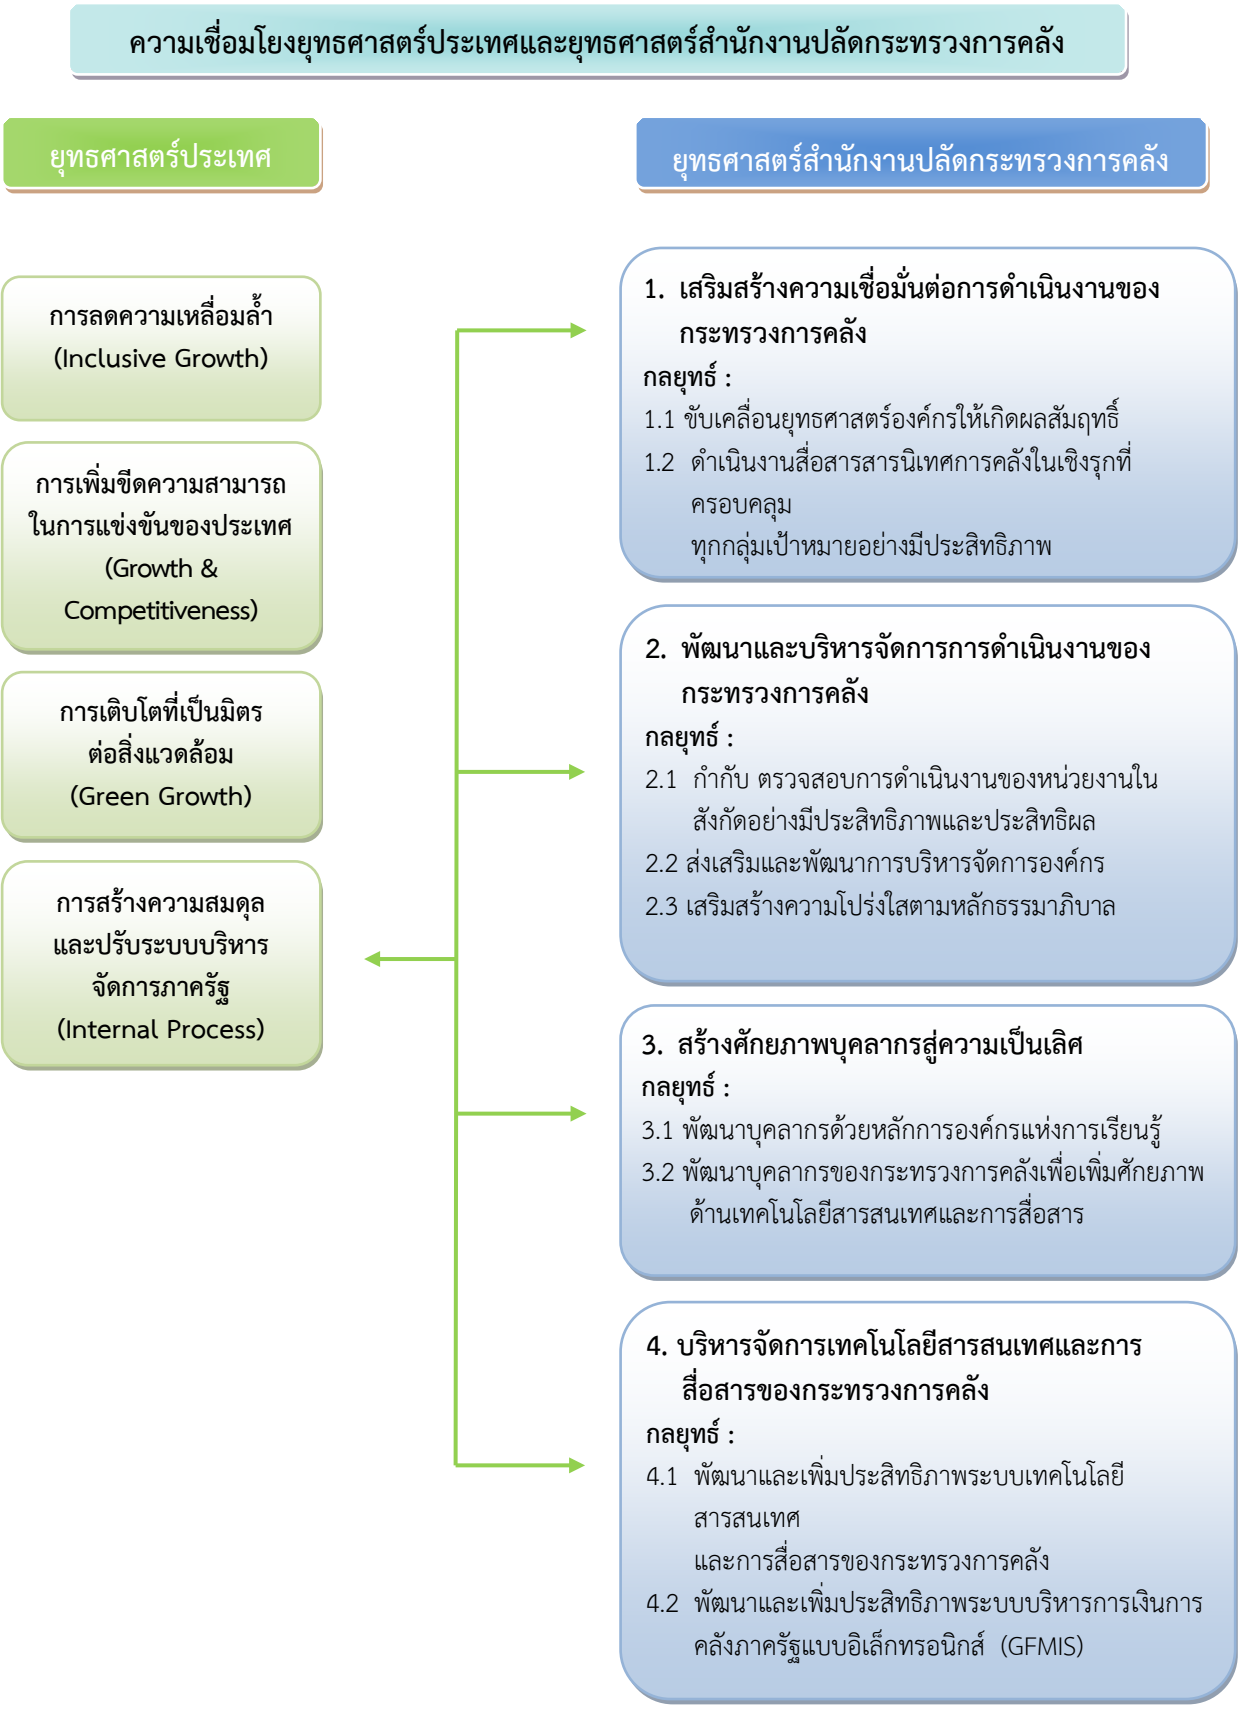 ความเชื่อมโยงยุทธศาสตร์ประเทศและยุทธศาสตร์สำนักงานปลัดกระทรวงการคลัง
ยุทธศาสตร์ประเทศ
การลดความเหลื่อมล้ำ
(Inclusive Growth)
การเพิ่มขีดความสามารถ
ในการแข่งขันของประเทศ
(Growth &
Competitiveness)
การเติบโตที่เป็นมิตร
ต่อสิ่งแวดล้อม
(Green Growth)
การสร้างความสมดุล
และปรับระบบบริหาร
จัดการภาครัฐ
(Internal Process)
ยุทธศาสตร์สำนักงานปลัดกระทรวงการคลัง
1. เสริมสร้างความเชื่อมั่นต่อการดำเนินงานของ
กระทรวงการคลัง
กลยุทธ์ :
1.1 ขับเคลื่อนยุทธศาสตร์องค์กรให้เกิดผลสัมฤทธิ์
1.2 ดำเนินงานสื่อสารสารนิเทศการคลังในเชิงรุกที่
ครอบคลุม
ทุกกลุ่มเป้าหมายอย่างมีประสิทธิภาพ
2. พัฒนาและบริหารจัดการการดำเนินงานของ
กระทรวงการคลัง
กลยุทธ์ :
2.1 กำกับ ตรวจสอบการดำเนินงานของหน่วยงานใน
สังกัดอย่างมีประสิทธิภาพและประสิทธิผล
2.2 ส่งเสริมและพัฒนาการบริหารจัดการองค์กร
2.3 เสริมสร้างความโปร่งใสตามหลักธรรมาภิบาล
3. สร้างศักยภาพบุคลากรสู่ความเป็นเลิศ
กลยุทธ์ :
3.1 พัฒนาบุคลากรด้วยหลักการองค์กรแห่งการเรียนรู้
3.2 พัฒนาบุคลากรของกระทรวงการคลังเพื่อเพิ่มศักยภาพ
ด้านเทคโนโลยีสารสนเทศและการสื่อสาร
4. บริหารจัดการเทคโนโลยีสารสนเทศและการ
สื่อสารของกระทรวงการคลัง
กลยุทธ์ :
4.1 พัฒนาและเพิ่มประสิทธิภาพระบบเทคโนโลยี
สารสนเทศ
และการสื่อสารของกระทรวงการคลัง
4.2 พัฒนาและเพิ่มประสิทธิภาพระบบบริหารการเงินการ
คลังภาครัฐแบบอิเล็กทรอนิกส์ (GFMIS)